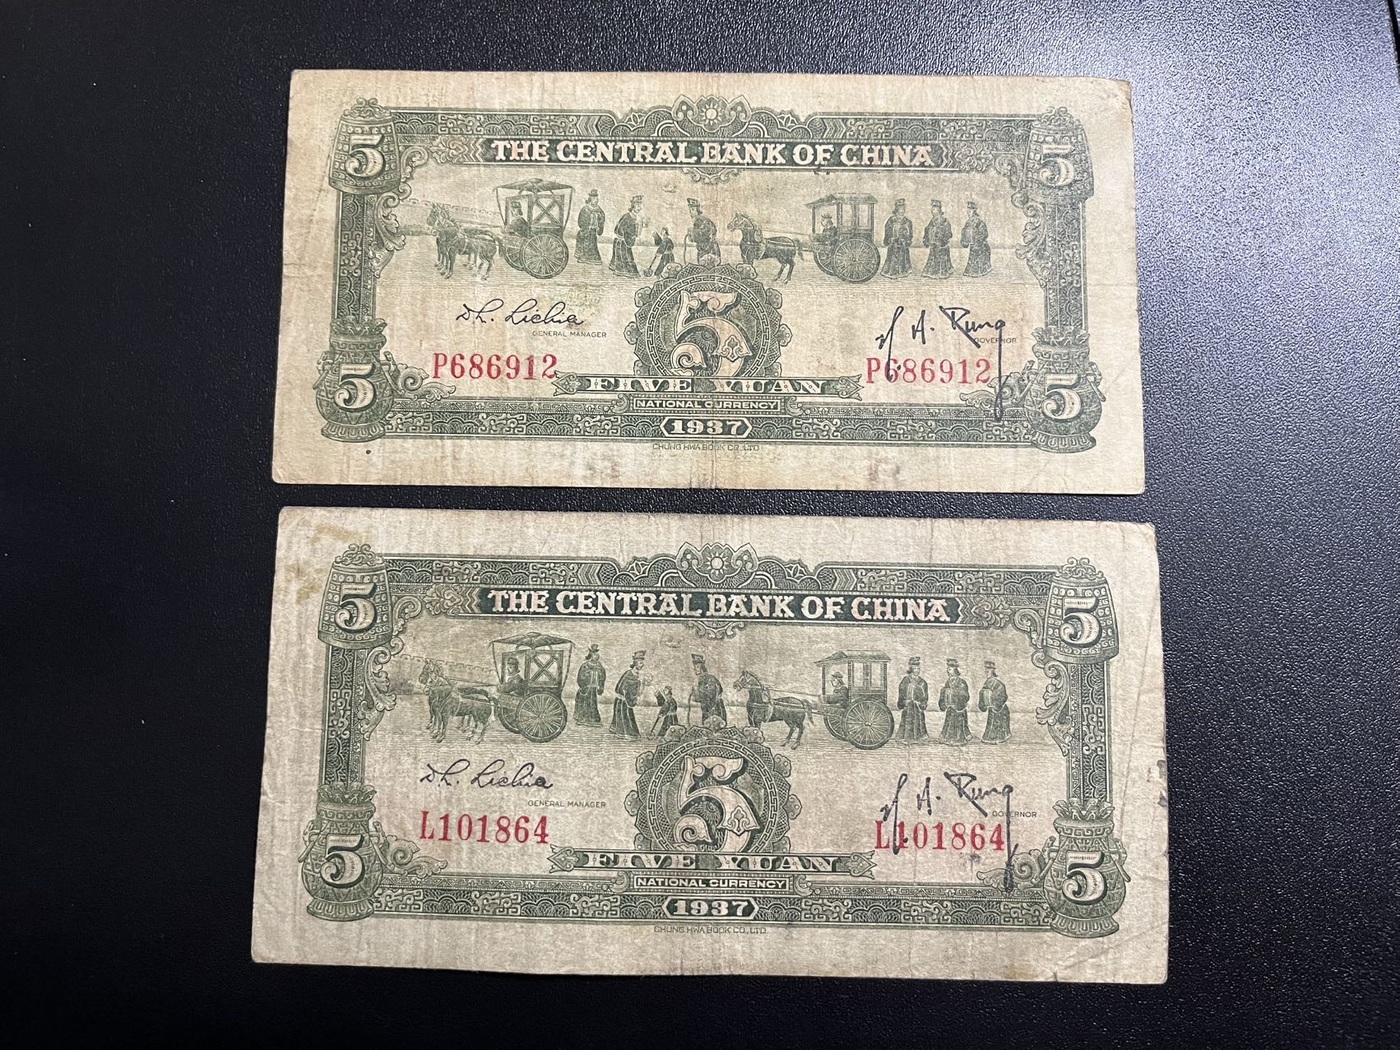 5 5
THE CENTRAL BANK OF CHINA
GENERAL MANAGER
GOVERNOR
P686912 5 P686912
5 FIVE YUAN 5
NATIONAL CURRENCY
1937
CHUNG HWA BOOK CO., LTD.
5 5
THE CENTRAL BANK OF CHINA
GENERAL MANAGER
GOVERNOR
L101864 5 L101864
5 FIVE YUAN 5
NATIONAL CURRENCY
1937
CHUNG HWA BOOK CO., LTD.